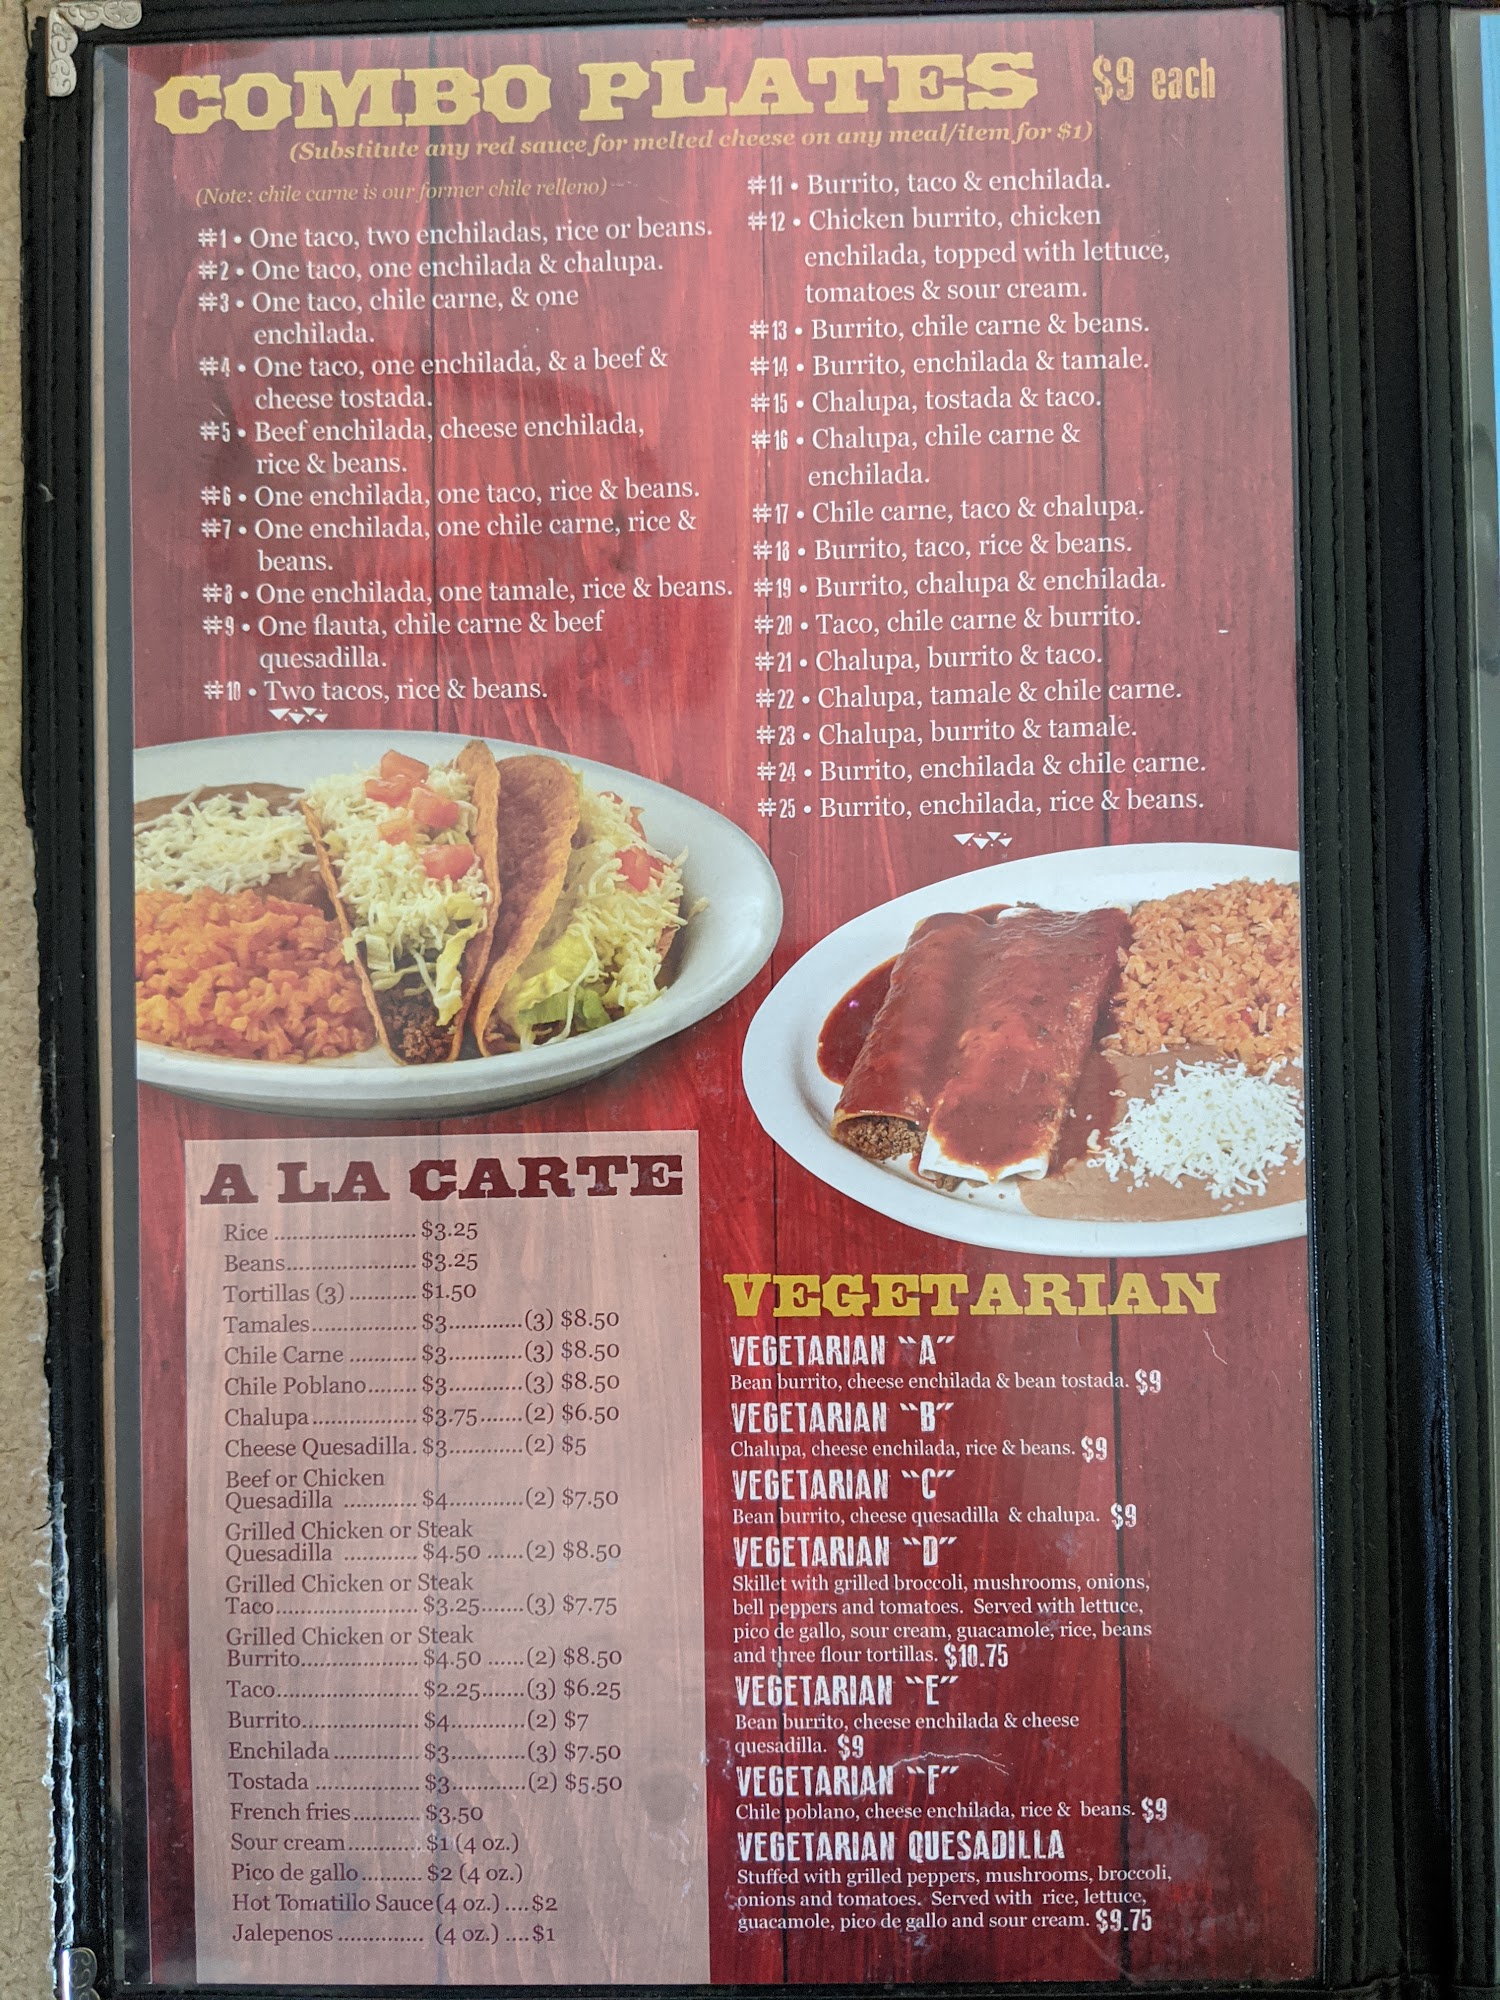 COMBO PLATES $9 each
(Substitute any red sauce for melted cheese on any meal/item for $1)
(Note: chile carne is our former chile relleno)
#1 • One taco, two enchiladas, rice or beans.
#2 • One taco, one enchilada & chalupa.
#3 • One taco, chile carne, & one
enchilada.
#4 • One taco, one enchilada, & a beef &
cheese tostada.
#5 • Beef enchilada, cheese enchilada,
rice & beans.
#6 • One enchilada, one taco, rice & beans.
#7 • One enchilada, one chile carne, rice &
beans.
#8 • One enchilada, one tamale, rice & beans.
#9 • One flauta, chile carne & beef
quesadilla.
#10 • Two tacos, rice & beans.
#11 • Burrito, taco & enchilada.
#12 • Chicken burrito, chicken
enchilada, topped with lettuce,
tomatoes & sour cream.
#13 • Burrito, chile carne & beans.
#14 • Burrito, enchilada & tamale.
#15 • Chalupa, tostada & taco.
#16 • Chalupa, chile carne &
enchilada.
#17 • Chile carne, taco & chalupa.
#18 • Burrito, taco, rice & beans.
#19 • Burrito, chalupa & enchilada.
#20 • Taco, chile carne & burrito.
#21 • Chalupa, burrito & taco.
#22 • Chalupa, tamale & chile carne.
#23 • Chalupa, burrito & tamale.
#24 • Burrito, enchilada & chile carne.
#25 • Burrito, enchilada, rice & beans.
A LA CARTE
Rice ....................... $3.25
Beans..................... $3.25
Tortillas (3) ........... $1.50
Tamales................. $3............(3) $8.50
Chile Carne ........... $3............(3) $8.50
Chile Poblano........ $3............(3) $8.50
Chalupa................. $3.75.......(2) $6.50
Cheese Quesadilla. $3............(2) $5
Beef or Chicken
Quesadilla ............ $4............(2) $7.50
Grilled Chicken or Steak
Quesadilla ............ $4.50 ......(2) $8.50
Grilled Chicken or Steak
Taco....................... $3.25.......(3) $7.75
Grilled Chicken or Steak
Burrito................... $4.50 ......(2) $8.50
Taco....................... $2.25.......(3) $6.25
Burrito................... $4............(2) $7
Enchilada.............. $3............(3) $7.50
Tostada ................. $3............(2) $5.50
French fries........... $3.50
Sour cream............ $1 (4 oz.)
Pico de gallo.......... $2 (4 oz.)
Hot Tomatillo Sauce(4 oz.)....$2
Jalepenos .............. (4 oz.)....$1
VEGETARIAN
VEGETARIAN "A"
Bean burrito, cheese enchilada & bean tostada. $9
VEGETARIAN "B"
Chalupa, cheese enchilada, rice & beans. $9
VEGETARIAN "C"
Bean burrito, cheese quesadilla & chalupa. $9
VEGETARIAN "D"
Skillet with grilled broccoli, mushrooms, onions,
bell peppers and tomatoes. Served with lettuce,
pico de gallo, sour cream, guacamole, rice, beans
and three flour tortillas. $10.75
VEGETARIAN "E"
Bean burrito, cheese enchilada & cheese
quesadilla. $9
VEGETARIAN "F"
Chile poblano, cheese enchilada, rice & beans. $9
VEGETARIAN QUESADILLA
Stuffed with grilled peppers, mushrooms, broccoli,
onions and tomatoes. Served with rice, lettuce,
guacamole, pico de gallo and sour cream. $9.75